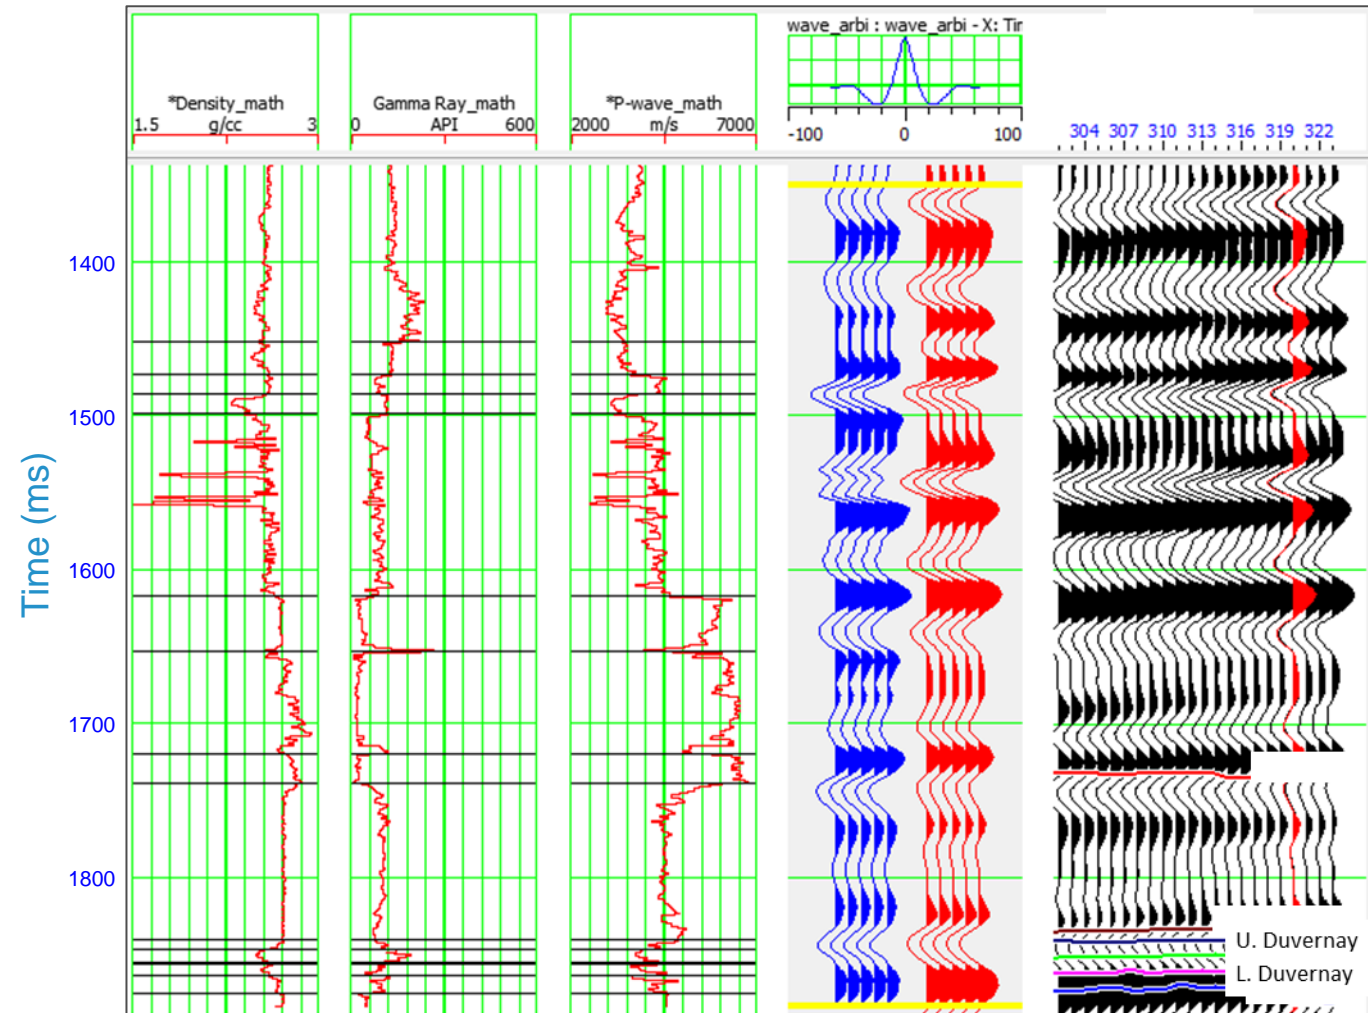 wave_arbi : wave_arbi - X: Tir
*Density_math
1.5 g/cc 3
Gamma Ray_math
0 API 600
*P-wave_math
2000 m/s 7000
-100 0 100
304 307 310 313 316 319 322
Time (ms)
1400
1500
1600
1700
1800
U. Duvernay
L. Duvernay